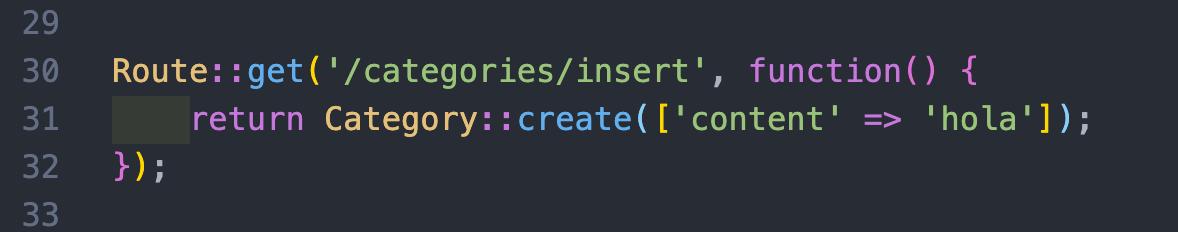 29
30 Route::get('/categories/insert', function() {
31     return Category::create(['content' => 'hola']);
32 });
33